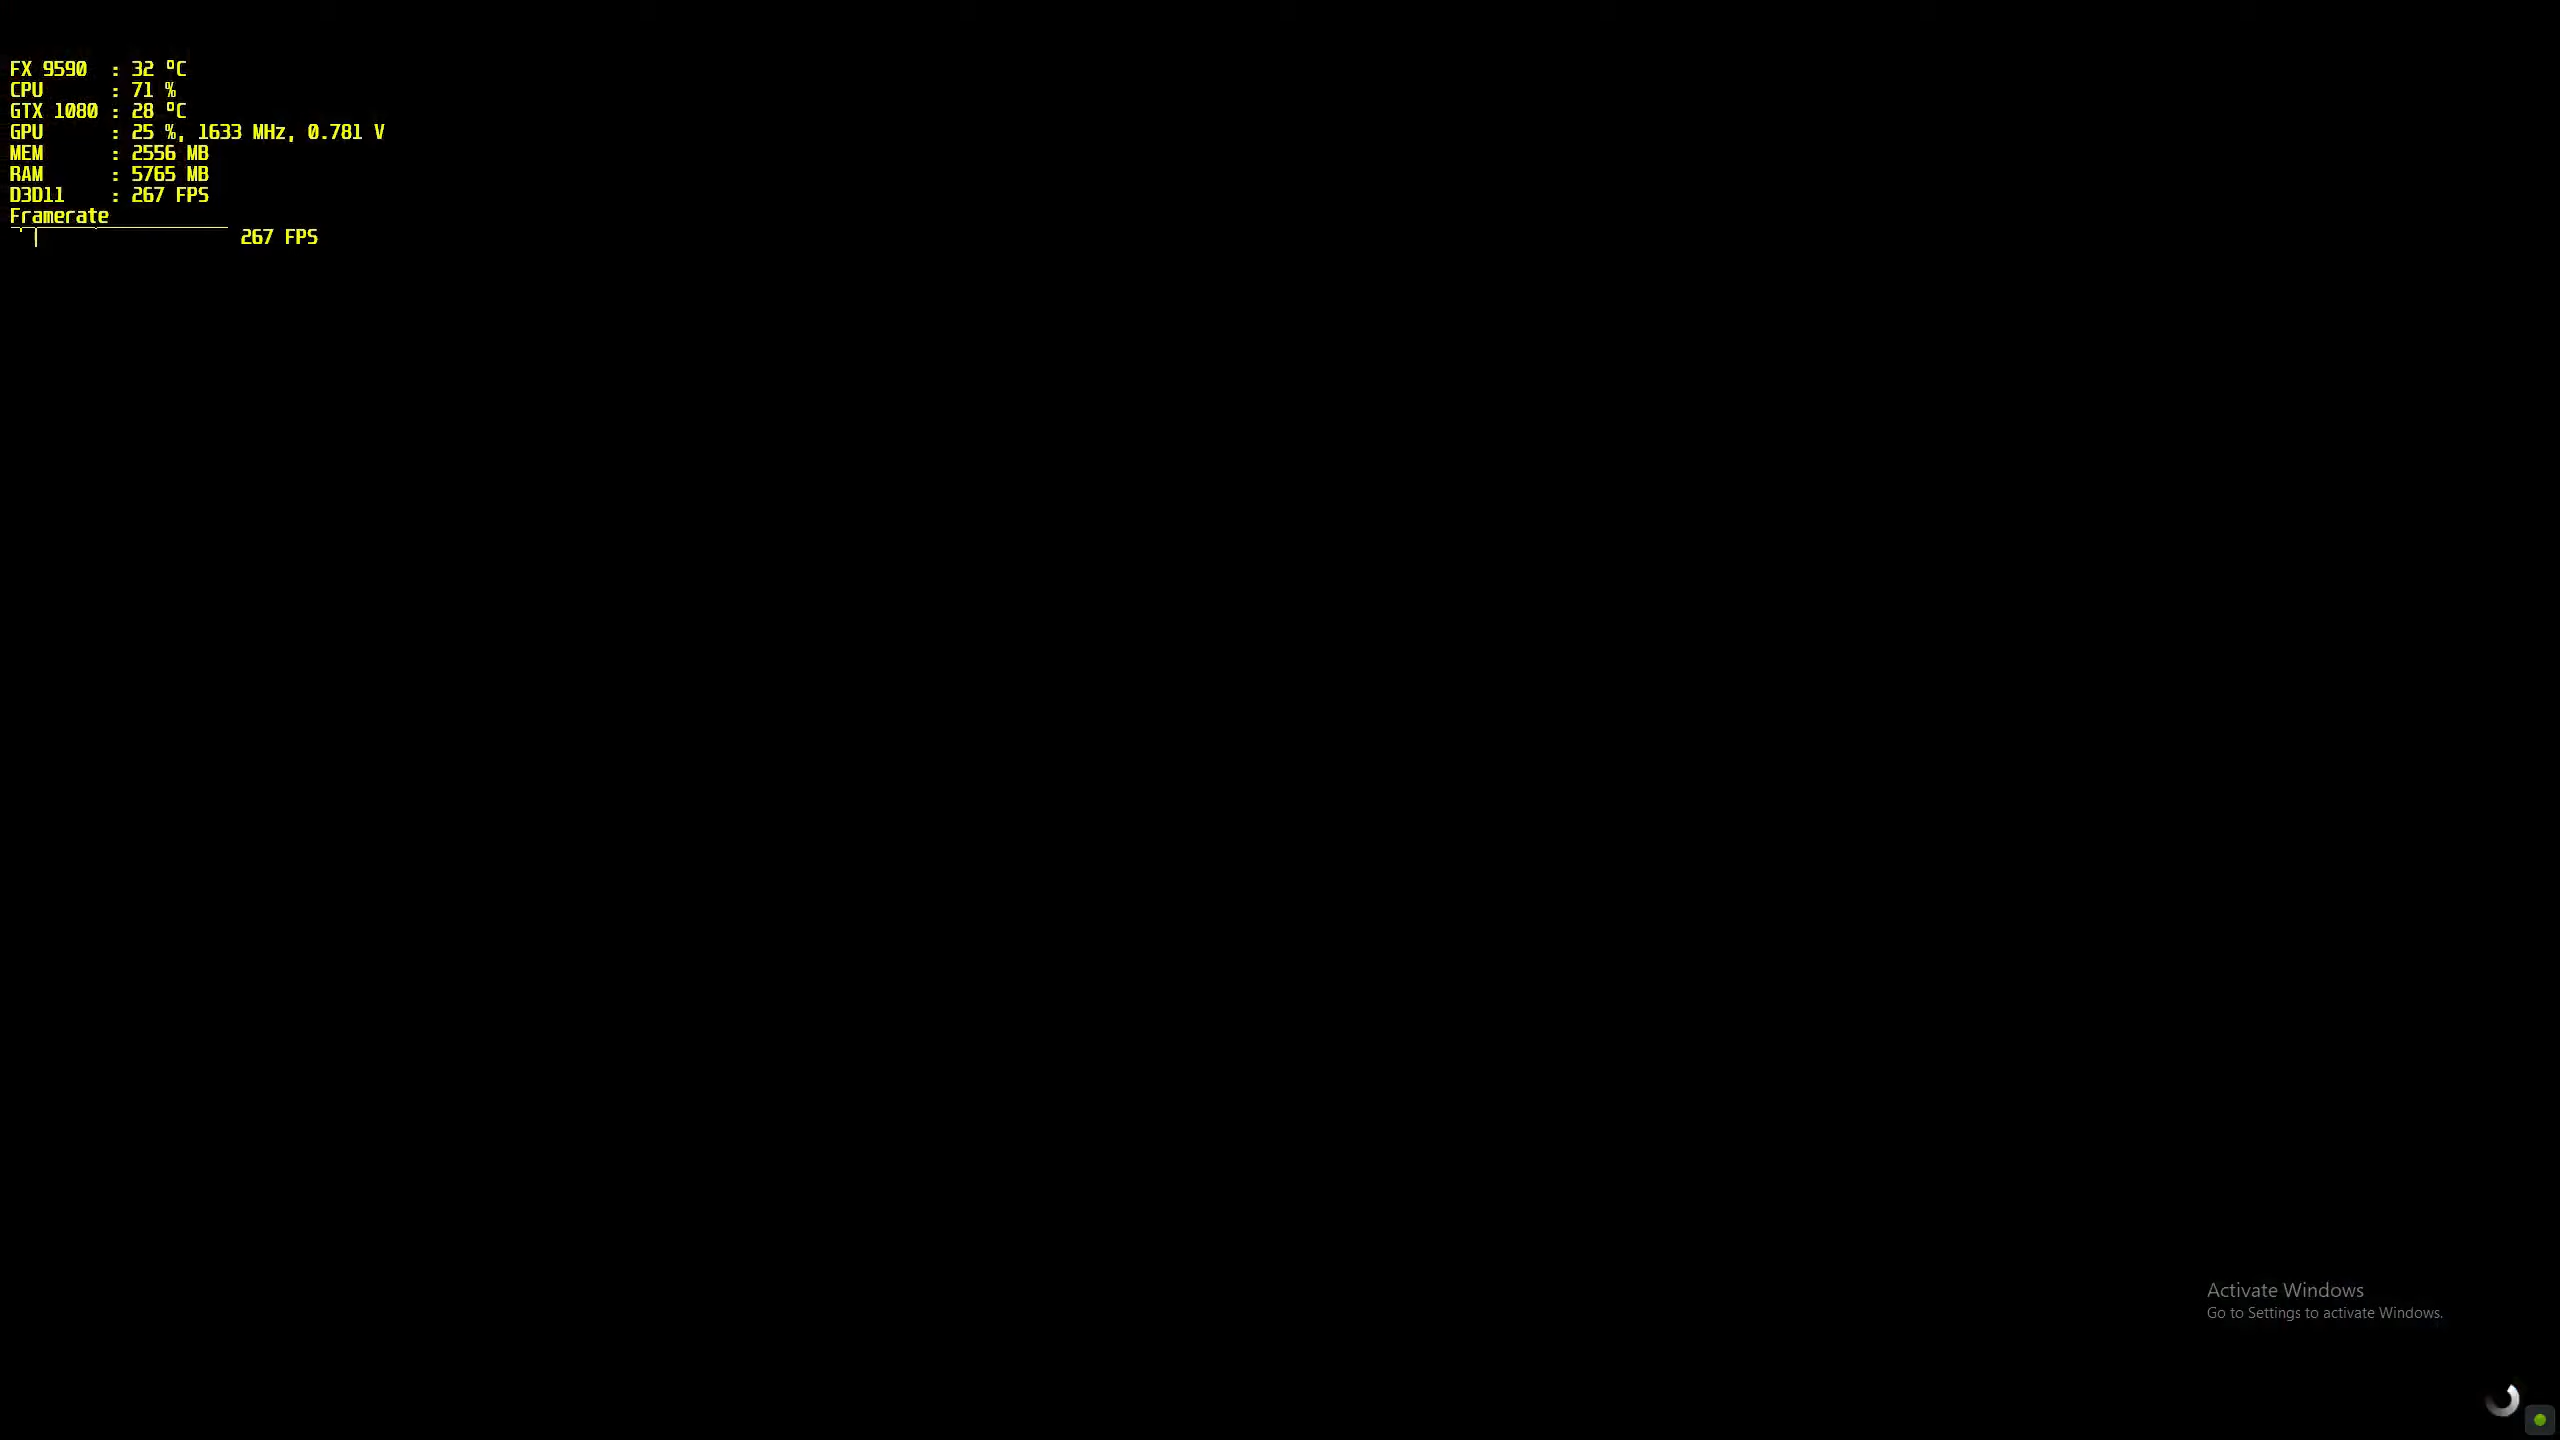 FX 9590 : 32 °C
CPU : 71 %
GTX 1080 : 28 °C
GPU : 25 %, 1633 MHz, 0.781 V
MEM : 2556 MB
RAM : 5765 MB
D3D11 : 267 FPS
Framerate
267 FPS
Activate Windows
Go to Settings to activate Windows.